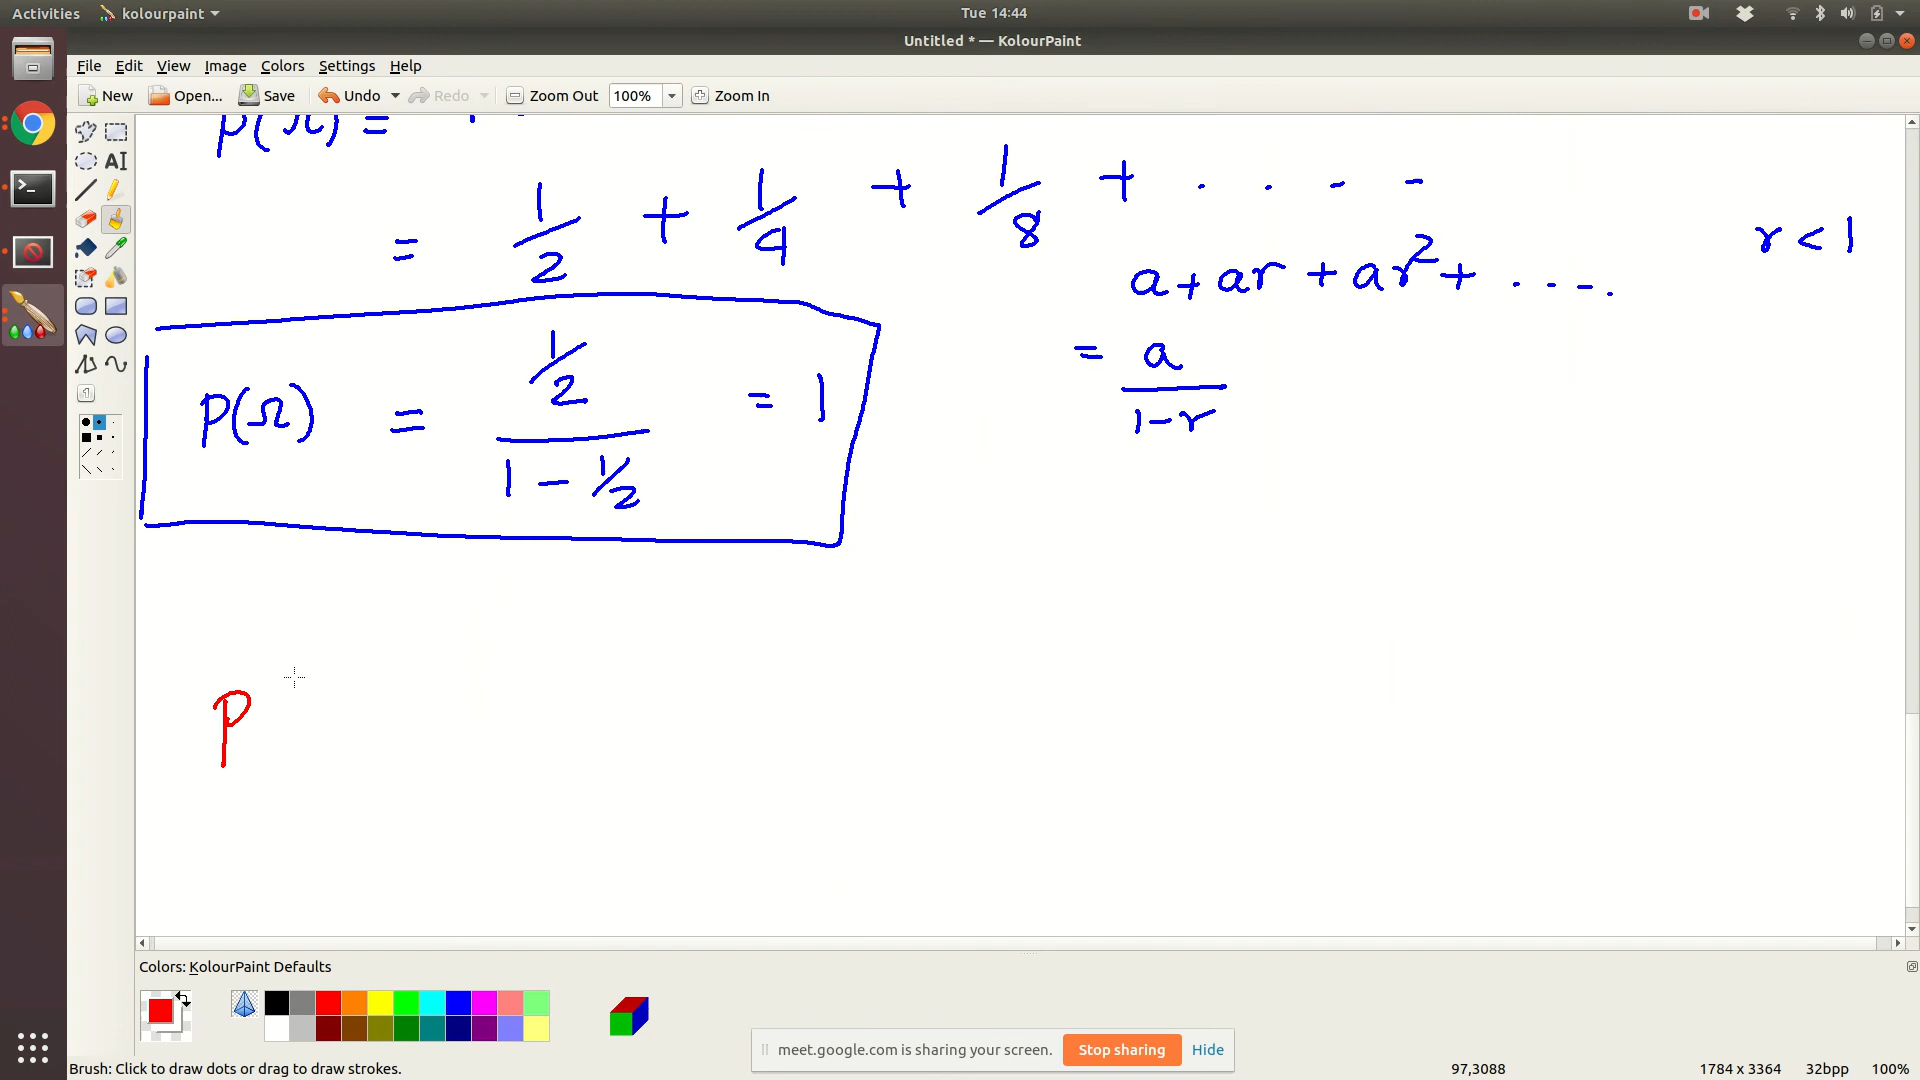 Activities kolourpaint Tue 14:44
Untitled * — KolourPaint
File Edit View Image Colors Settings Help
New Open... Save Undo Redo Zoom Out 100% Zoom In
P(Ω) =
= 1/2 + 1/4 + 1/8 + . . . .
r < 1
a + ar + ar² + .....
= a/(1-r)
P(Ω) = (1/2)/(1 - 1/2) = 1
P
Colors: KolourPaint Defaults
meet.google.com is sharing your screen. Stop sharing Hide
Brush: Click to draw dots or drag to draw strokes. 97,3088 1784 x 3364 32bpp 100%